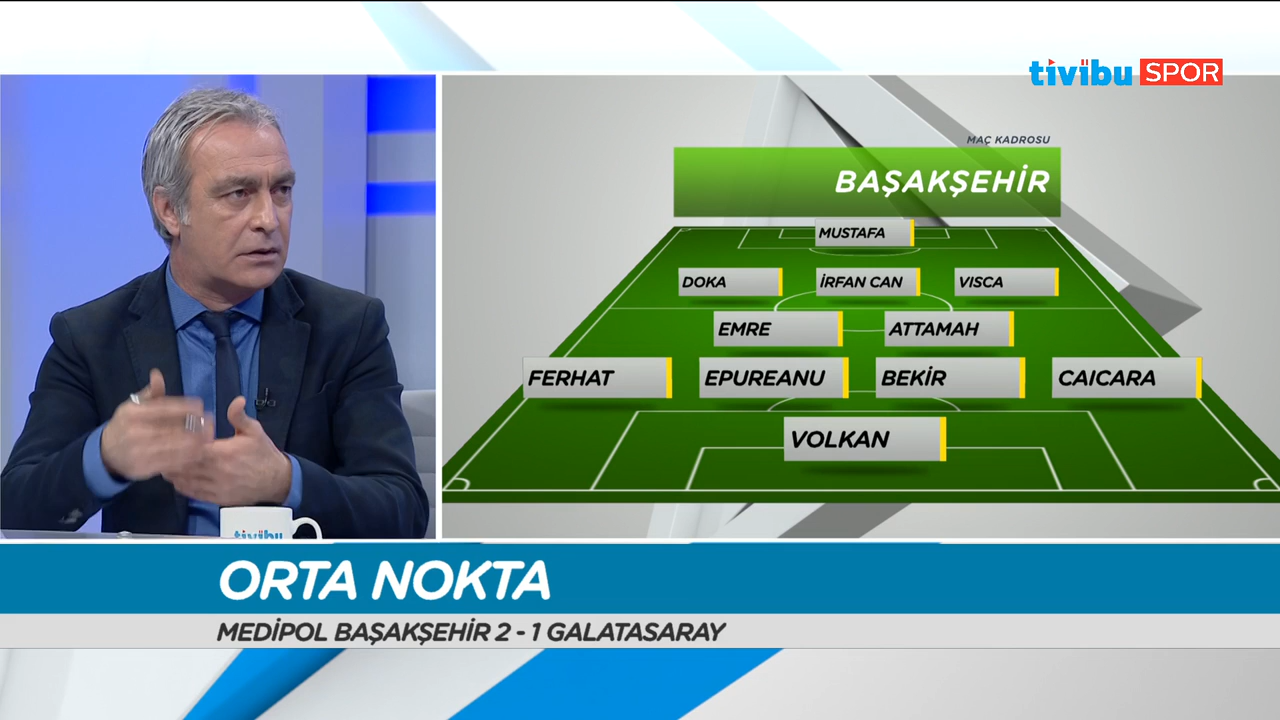 tivibu SPOR
MAÇ KADROSU
BAŞAKŞEHİR
MUSTAFA
DOKA İRFAN CAN VISCA
EMRE ATTAMAH
FERHAT EPUREANU BEKİR CAICARA
VOLKAN
tivibu
ORTA NOKTA
MEDİPOL BAŞAKŞEHİR 2 - 1 GALATASARAY